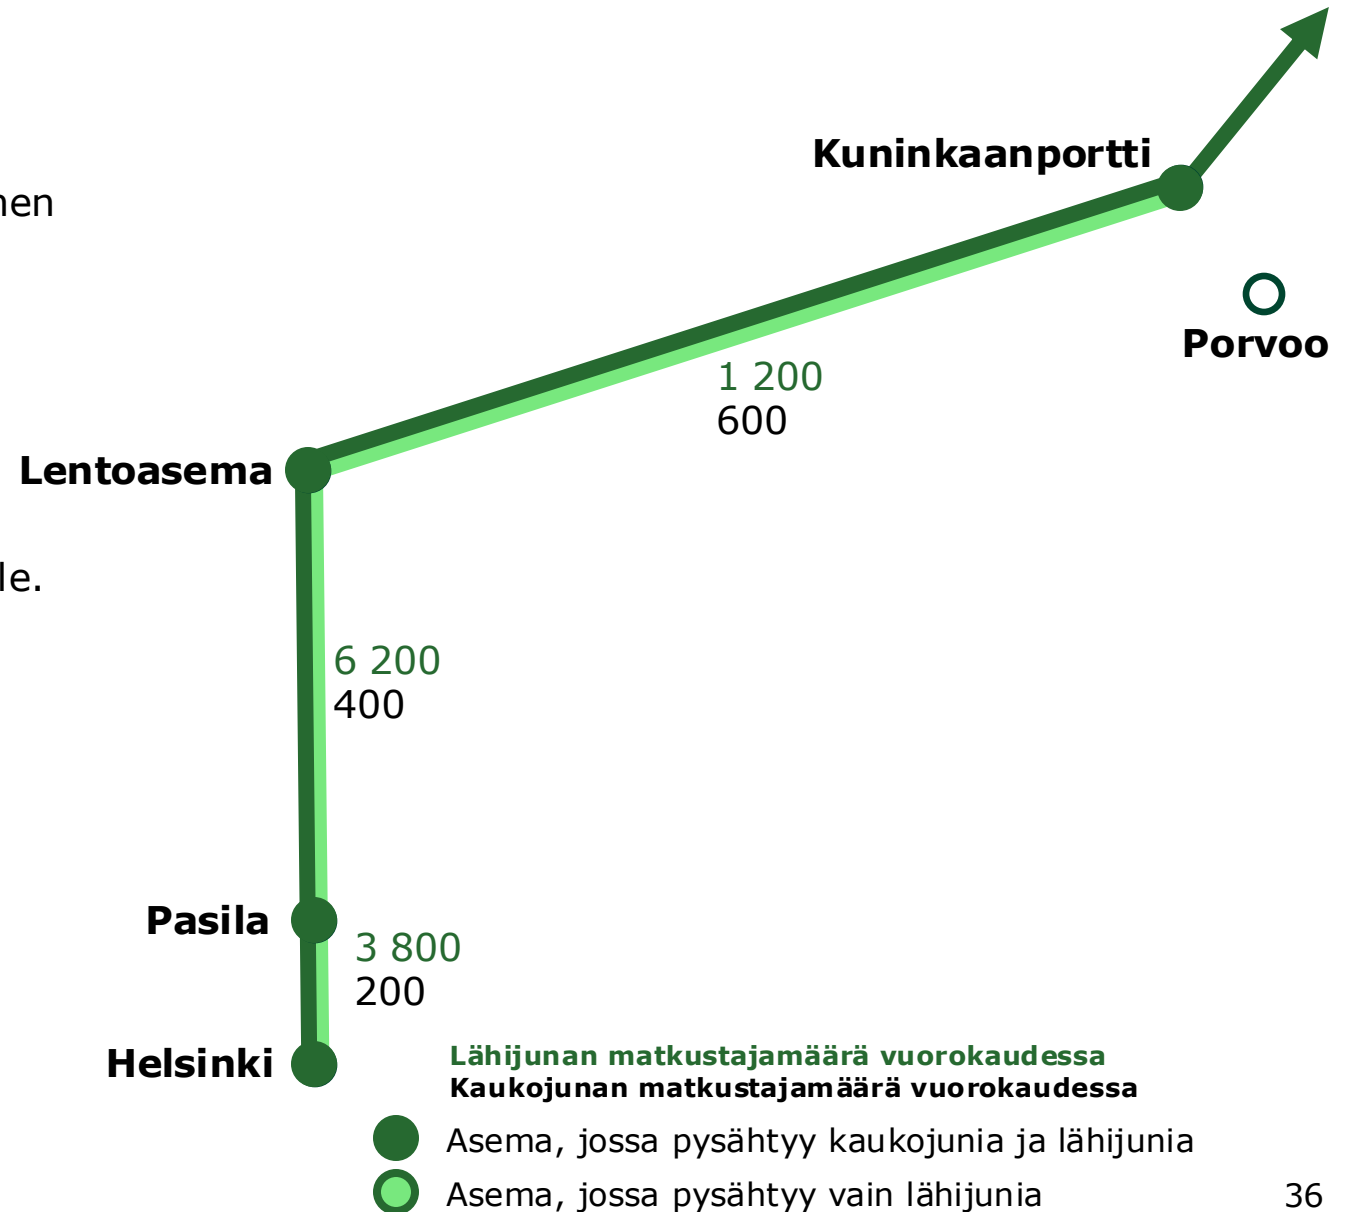 Kuninkaanportti
nen
Porvoo
1 200
600
Lentoasema
le.
6 200
400
Pasila
3 800
200
Helsinki
Lähijunan matkustajamäärä vuorokaudessa
Kaukojunan matkustajamäärä vuorokaudessa
Asema, jossa pysähtyy kaukojunia ja lähijunia
Asema, jossa pysähtyy vain lähijunia
36